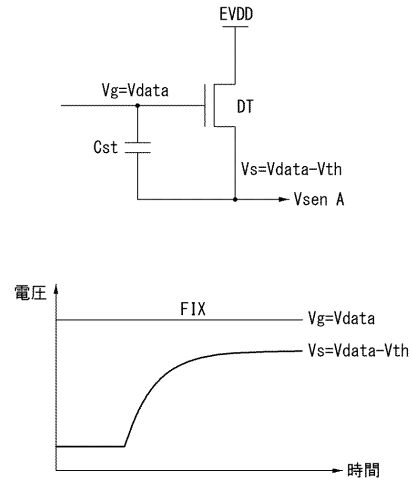 EVDD
Vg=Vdata
DT
Cst
Vs=Vdata-Vth
Vsen A
電圧
FIX
Vg=Vdata
Vs=Vdata-Vth
時間